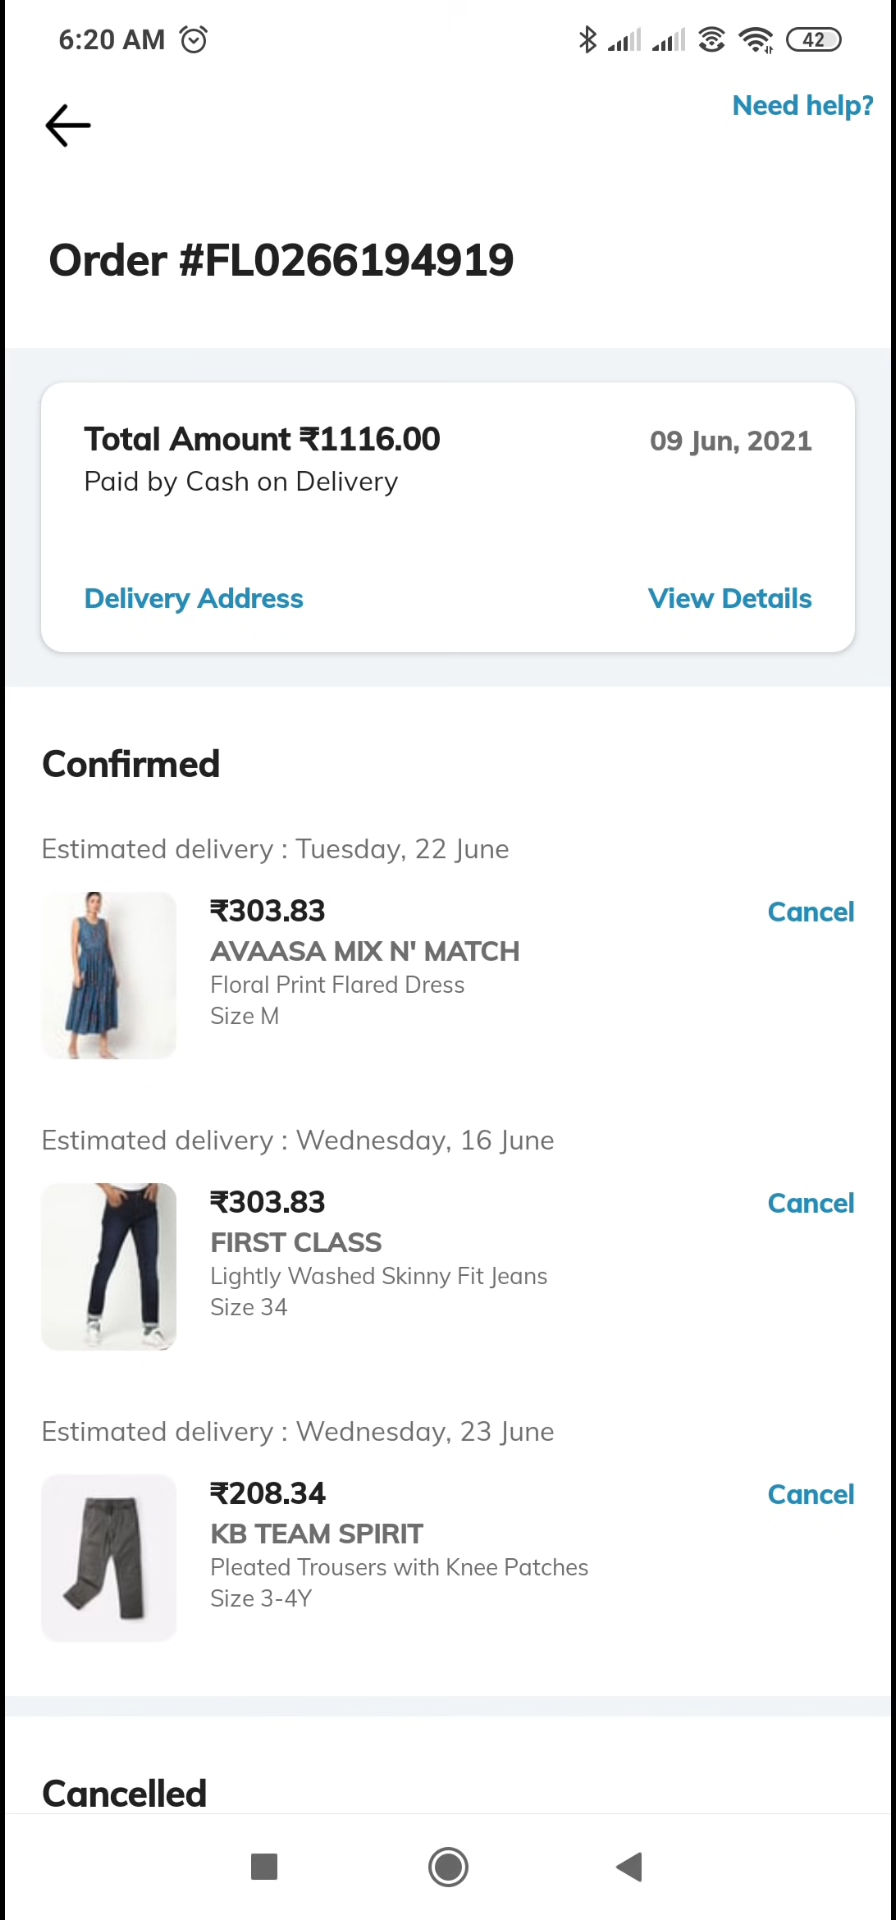 6:20 AM
42
Need help?
Order #FL0266194919
Total Amount ₹1116.00
09 Jun, 2021
Paid by Cash on Delivery
Delivery Address
View Details
Confirmed
Estimated delivery : Tuesday, 22 June
₹303.83
Cancel
AVAASA MIX N' MATCH
Floral Print Flared Dress
Size M
Estimated delivery : Wednesday, 16 June
₹303.83
Cancel
FIRST CLASS
Lightly Washed Skinny Fit Jeans
Size 34
Estimated delivery : Wednesday, 23 June
₹208.34
Cancel
KB TEAM SPIRIT
Pleated Trousers with Knee Patches
Size 3-4Y
Cancelled